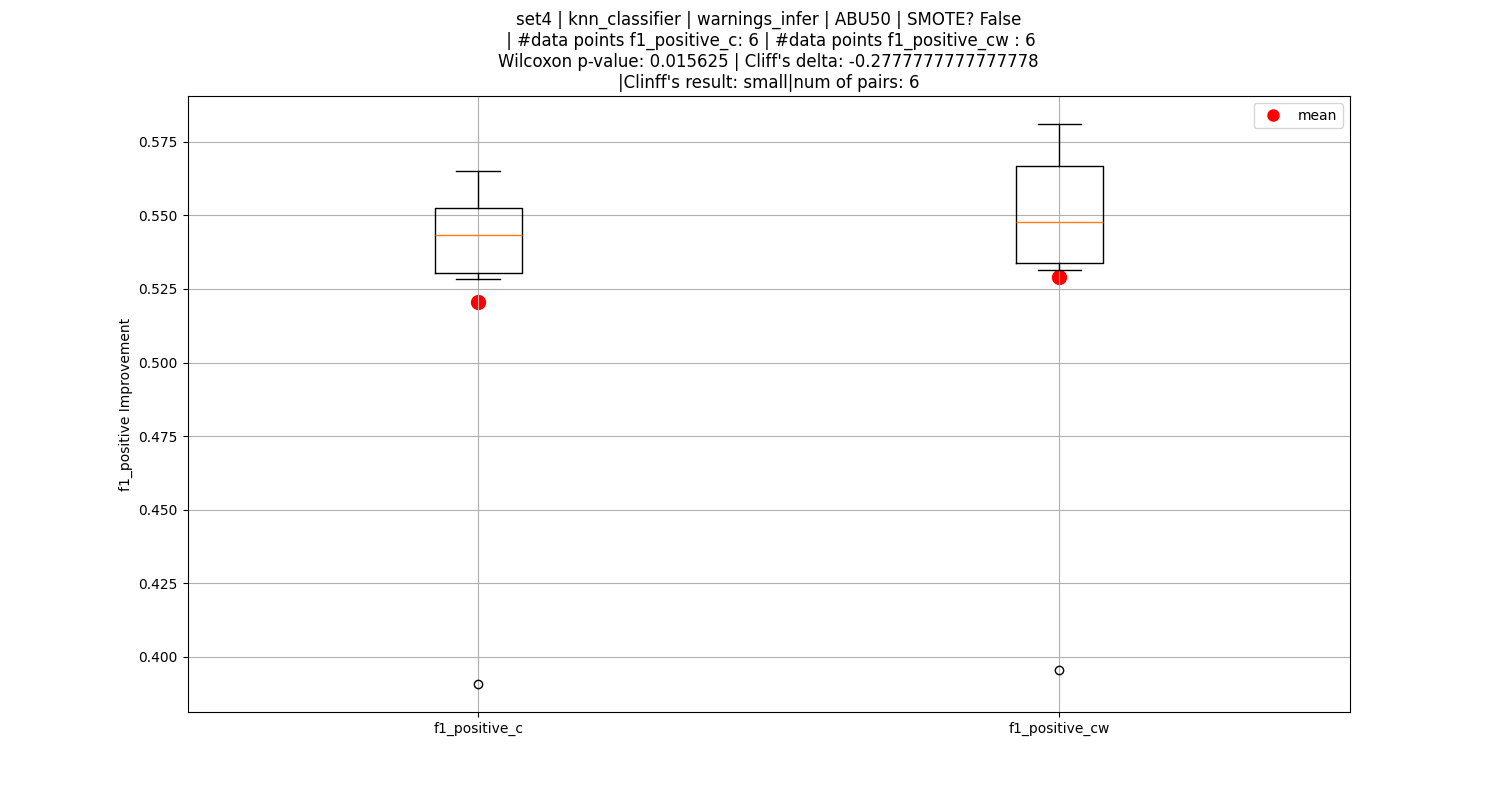 set4 | knn_classifier | warnings_infer | ABU50 | SMOTE? False
| #data points f1_positive_c: 6 | #data points f1_positive_cw : 6
Wilcoxon p-value: 0.015625 | Cliff's delta: -0.2777777777777778
|Clinff's result: small|num of pairs: 6
mean
0.575
0.550
0.525
0.500
0.475
0.450
0.425
0.400
f1_positive Improvement
f1_positive_c
f1_positive_cw